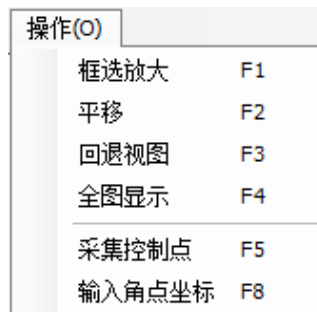 操作(O)
框选放大 F1
平移 F2
回退视图 F3
全图显示 F4
采集控制点 F5
输入角点坐标 F8